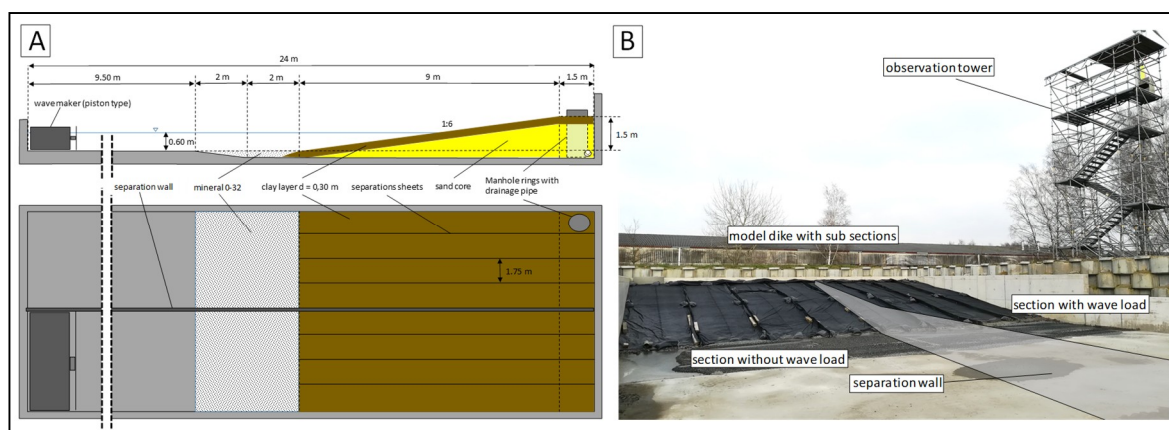 A
24 m
9.50 m
2 m
2 m
9 m
1.5 m
wave maker (piston type)
0.60 m
1:6
1.5 m
separation wall
mineral 0-32
clay layer d = 0,30 m
separations sheets
sand core
Manhole rings with
drainage pipe
1.75 m
B
observation tower
model dike with sub sections
section with wave load
section without wave load
separation wall